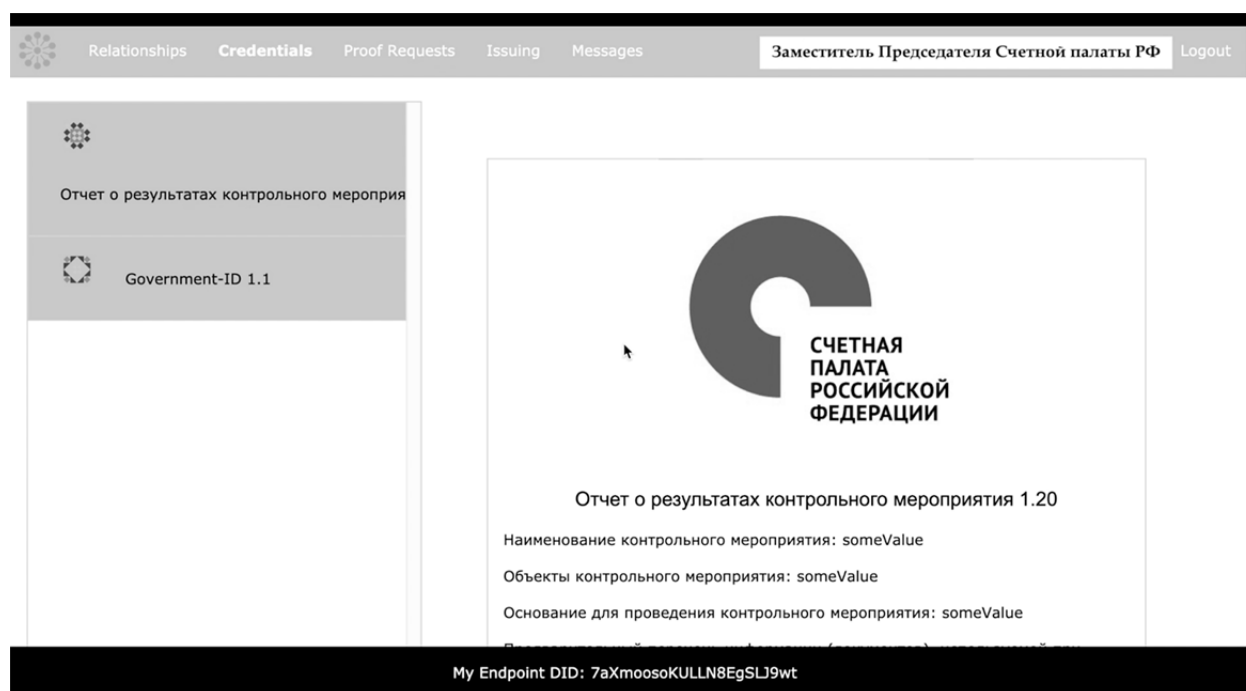 Relationships Credentials Proof Requests Issuing Messages Заместитель Председателя Счетной палаты РФ Logout
Отчет о результатах контрольного мероприя
Government-ID 1.1
СЧЕТНАЯ
ПАЛАТА
РОССИЙСКОЙ
ФЕДЕРАЦИИ
Отчет о результатах контрольного мероприятия 1.20
Наименование контрольного мероприятия: someValue
Объекты контрольного мероприятия: someValue
Основание для проведения контрольного мероприятия: someValue
My Endpoint DID: 7aXmoosoKULLN8EgSLJ9wt